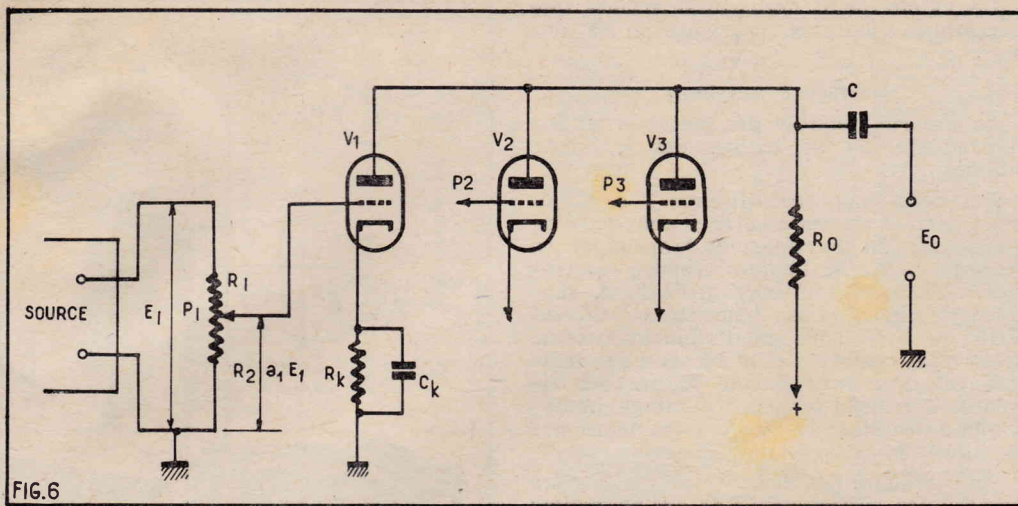 C
V1
V2
V3
P2
P3
R1
SOURCE
E1
P1
R0
E0
R2
a1 E1
Rk
Ck
+
FIG.6